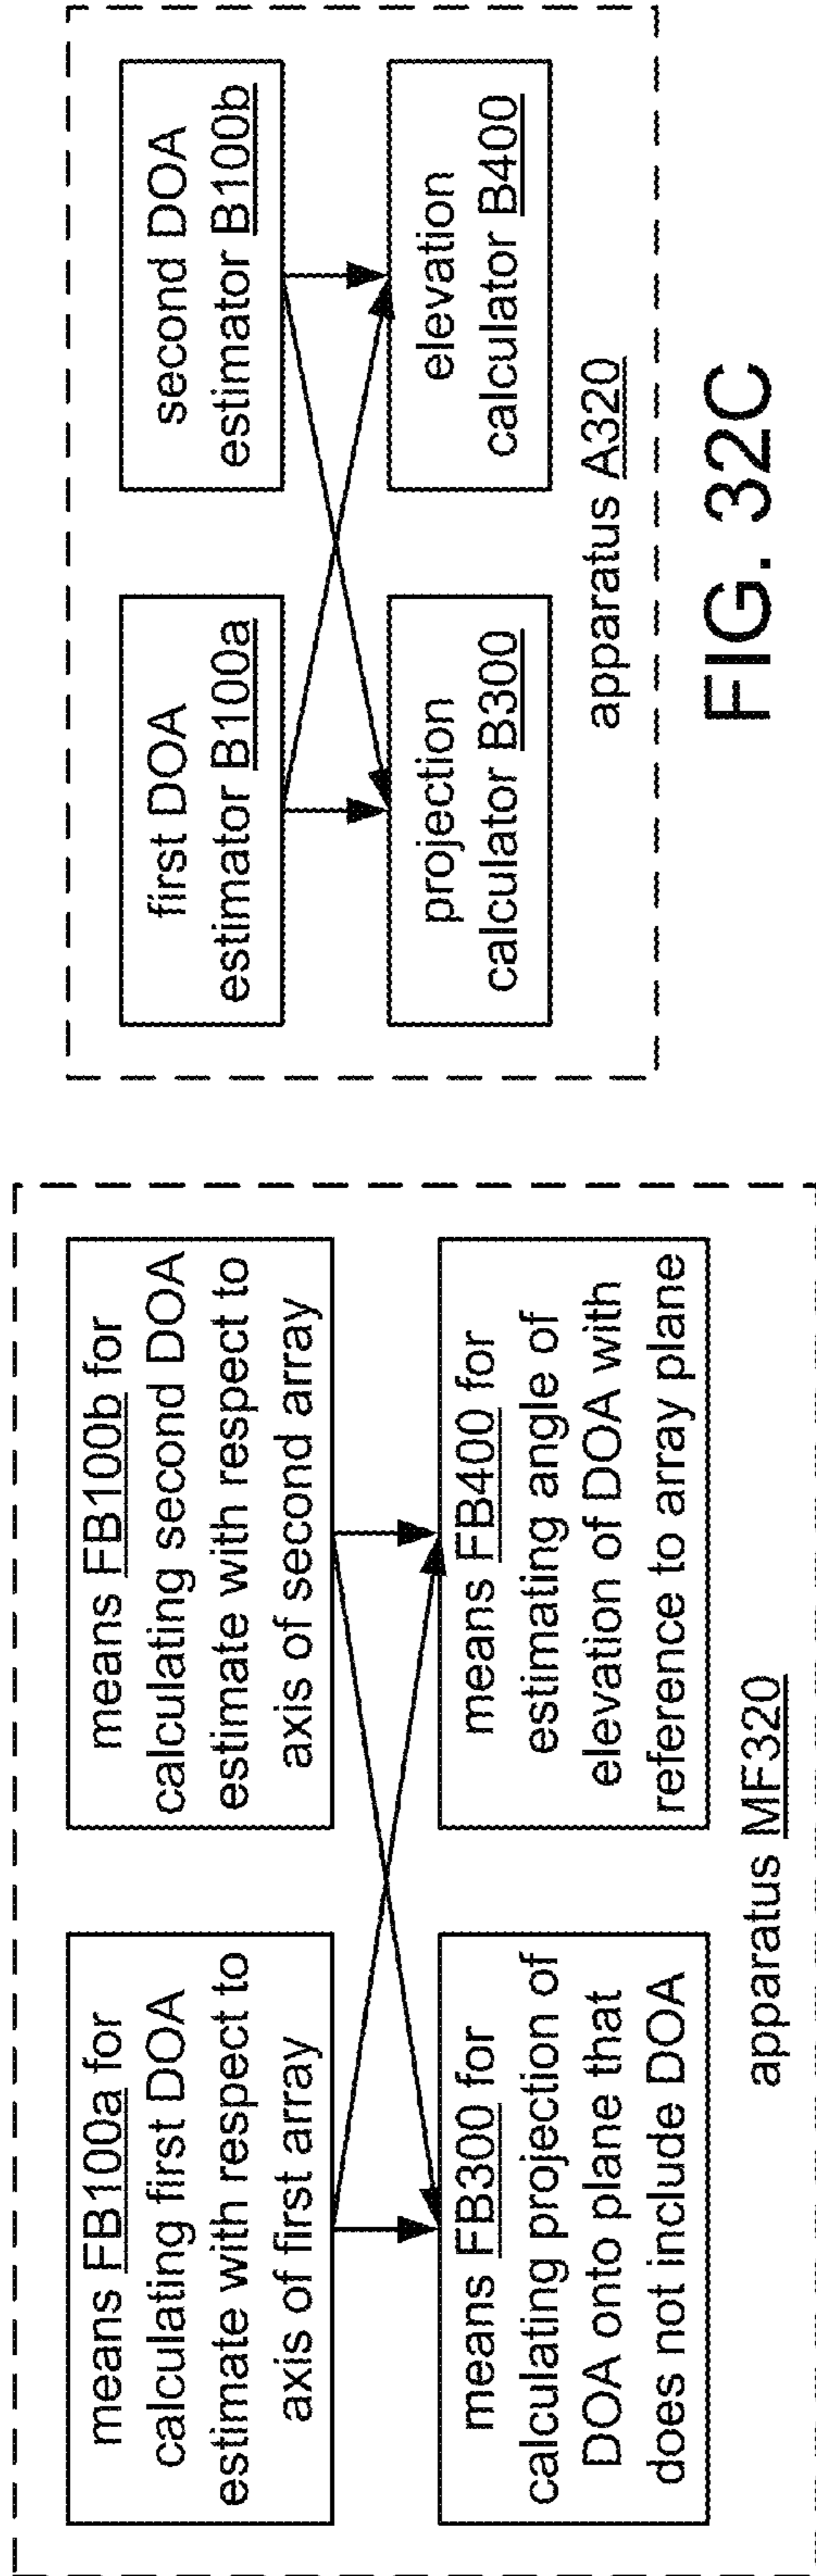 means FB100a for
calculating first DOA
estimate with respect to
axis of first array
means FB100b for
calculating second DOA
estimate with respect to
axis of second array
means FB300 for
calculating projection of
DOA onto plane that
does not include DOA
means FB400 for
estimating angle of
elevation of DOA with
reference to array plane
apparatus MF320
first DOA
estimator B100a
second DOA
estimator B100b
projection
calculator B300
elevation
calculator B400
apparatus A320
FIG. 32C